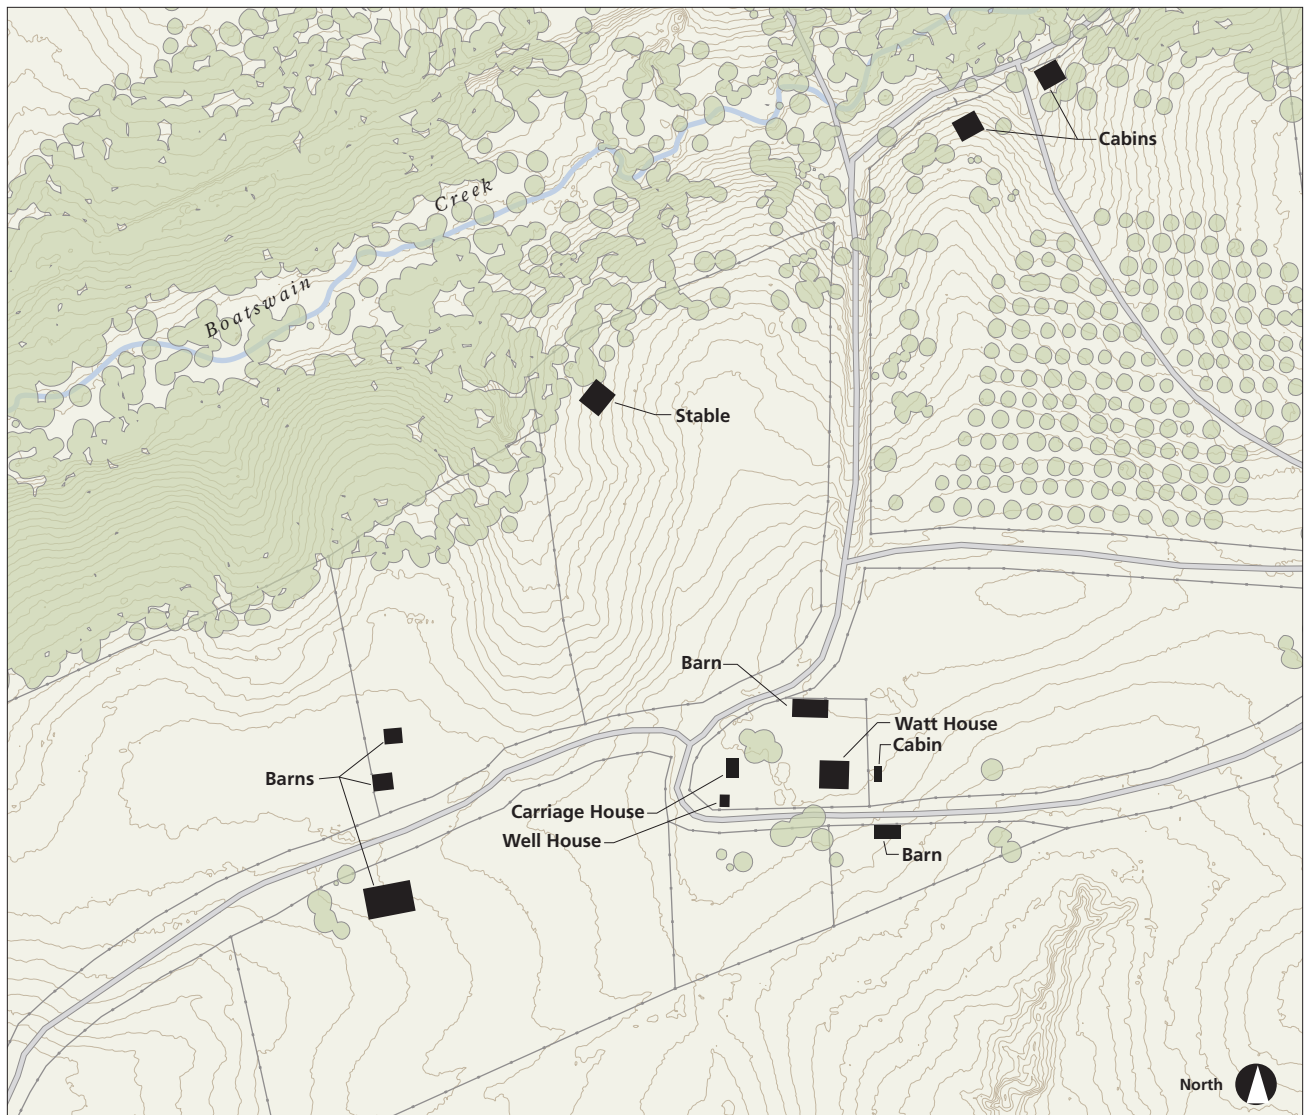 Cabins
Creek
Boatswain
Stable
Barn
Watt House
Cabin
Barns
Carriage House
Well House
Barn
North